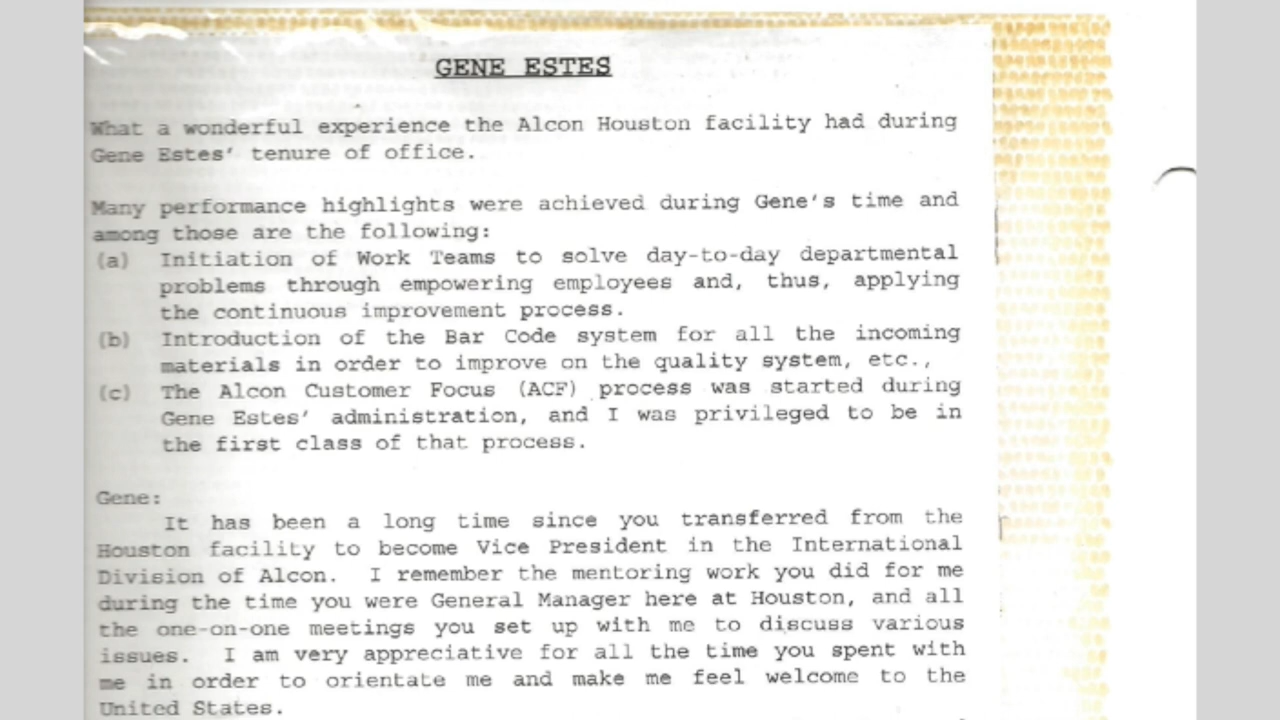 GENE ESTES
What a wonderful experience the Alcon Houston facility had during
Gene Estes' tenure of office.
Many performance highlights were achieved during Gene's time and
among those are the following:
(a) Initiation of Work Teams to solve day-to-day departmental
problems through empowering employees and, thus, applying
the continuous improvement process.
(b) Introduction of the Bar Code system for all the incoming
materials in order to improve on the quality system, etc.,
(c) The Alcon Customer Focus (ACF) process was started during
Gene Estes' administration, and I was privileged to be in
the first class of that process.
Gene:
It has been a long time since you transferred from the
Houston facility to become Vice President in the International
Division of Alcon. I remember the mentoring work you did for me
during the time you were General Manager here at Houston, and all
the one-on-one meetings you set up with me to discuss various
issues. I am very appreciative for all the time you spent with
me in order to orientate me and make me feel welcome to the
United States.